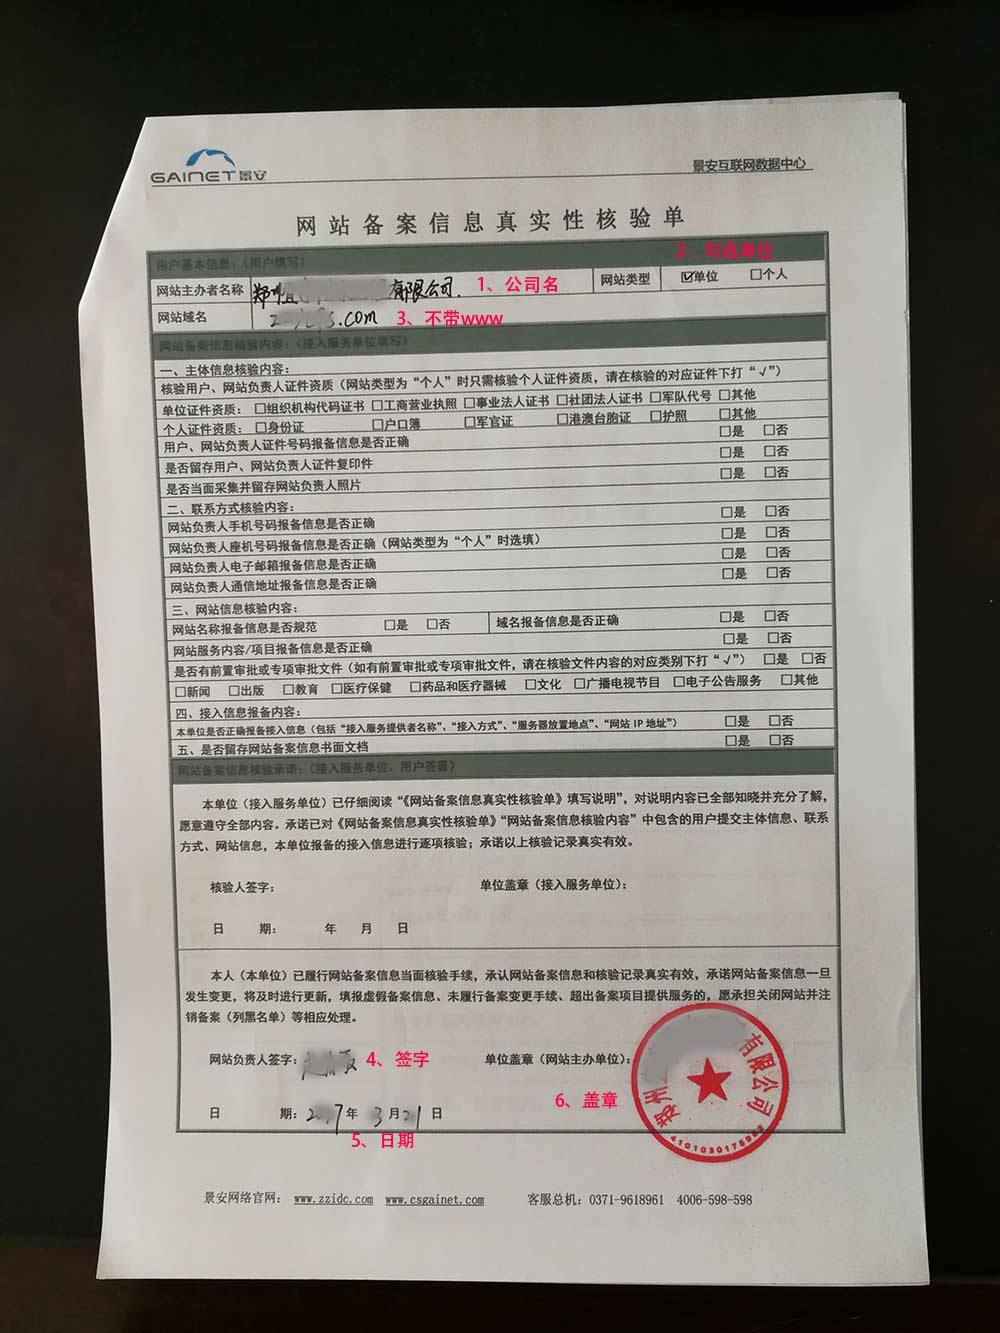 GAINET 景安
景安互联网数据中心
网站备案信息真实性核验单
2、勾选单位
用户基本信息：（用户填写）
网站主办者名称 郑州 有限公司. 1、公司名 网站类型 ☑单位 □个人
网站域名 .com 3、不带www
网站备案信息核验内容：（接入服务单位填写）
一、主体信息核验内容：
核验用户、网站负责人证件资质（网站类型为“个人”时只需核验个人证件资质，请在核验的对应证件下打“√”）
单位证件资质： □组织机构代码证书 □工商营业执照 □事业法人证书 □社团法人证书 □军队代号 □其他
个人证件资质： □身份证 □户口簿 □军官证 □港澳台胞证 □护照 □其他
用户、网站负责人证件号码报备信息是否正确 □是 □否
是否留存用户、网站负责人证件复印件 □是 □否
是否当面采集并留存网站负责人照片 □是 □否
二、联系方式核验内容：
网站负责人手机号码报备信息是否正确 □是 □否
网站负责人座机号码报备信息是否正确（网站类型为“个人”时选填） □是 □否
网站负责人电子邮箱报备信息是否正确 □是 □否
网站负责人通信地址报备信息是否正确 □是 □否
三、网站信息核验内容：
网站名称报备信息是否规范 □是 □否 域名报备信息是否正确 □是 □否
网站服务内容/项目报备信息是否正确 □是 □否
是否有前置审批或专项审批文件（如有前置审批或专项审批文件，请在核验文件内容的对应类别下打“√”） □是 □否
□新闻 □出版 □教育 □医疗保健 □药品和医疗器械 □文化 □广播电视节目 □电子公告服务 □其他
四、接入信息报备内容：
本单位是否正确报备接入信息（包括“接入服务提供者名称”、“接入方式”、“服务器放置地点”、“网站 IP 地址”） □是 □否
五、是否留存网站备案信息书面文档 □是 □否
网站备案信息核验承诺：（接入服务单位、用户签署）
本单位（接入服务单位）已仔细阅读“《网站备案信息真实性核验单》填写说明”，对说明内容已全部知晓并充分了解，
愿意遵守全部内容。承诺已对《网站备案信息真实性核验单》“网站备案信息核验内容”中包含的用户提交主体信息、联系
方式、网站信息，本单位报备的接入信息进行逐项核验；承诺以上核验记录真实有效。
核验人签字： 单位盖章（接入服务单位）：
日 期： 年 月 日
本人（本单位）已履行网站备案信息当面核验手续，承认网站备案信息和核验记录真实有效，承诺网站备案信息一旦
发生变更，将及时进行更新，填报虚假备案信息、未履行备案变更手续、超出备案项目提供服务的，愿承担关闭网站并注
销备案（列黑名单）等相应处理。
网站负责人签字： 4、签字 单位盖章（网站主办单位）：
郑州 有限公司
6、盖章
日 期： 年 3月21日
5、日期
景安网络官网： www.zzidc.com www.csgainet.com 客服总机：0371-9618961 4006-598-598